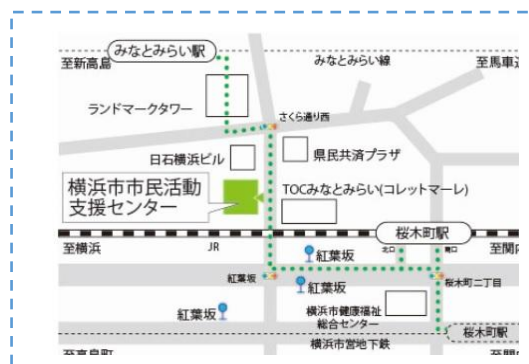 みなとみらい駅
至新高島
みなとみらい線
至馬車道
ランドマークタワー
さくら通り西
日石横浜ビル
県民共済プラザ
横浜市市民活動
支援センター
TOCみなとみらい(コレットマーレ)
桜木町駅
至横浜
JR
北口
南口
至関内
紅葉坂
紅葉坂
紅葉坂
桜木町二丁目
紅葉坂
横浜市健康福祉
総合センター
桜木町駅
横浜市営地下鉄
至高島町